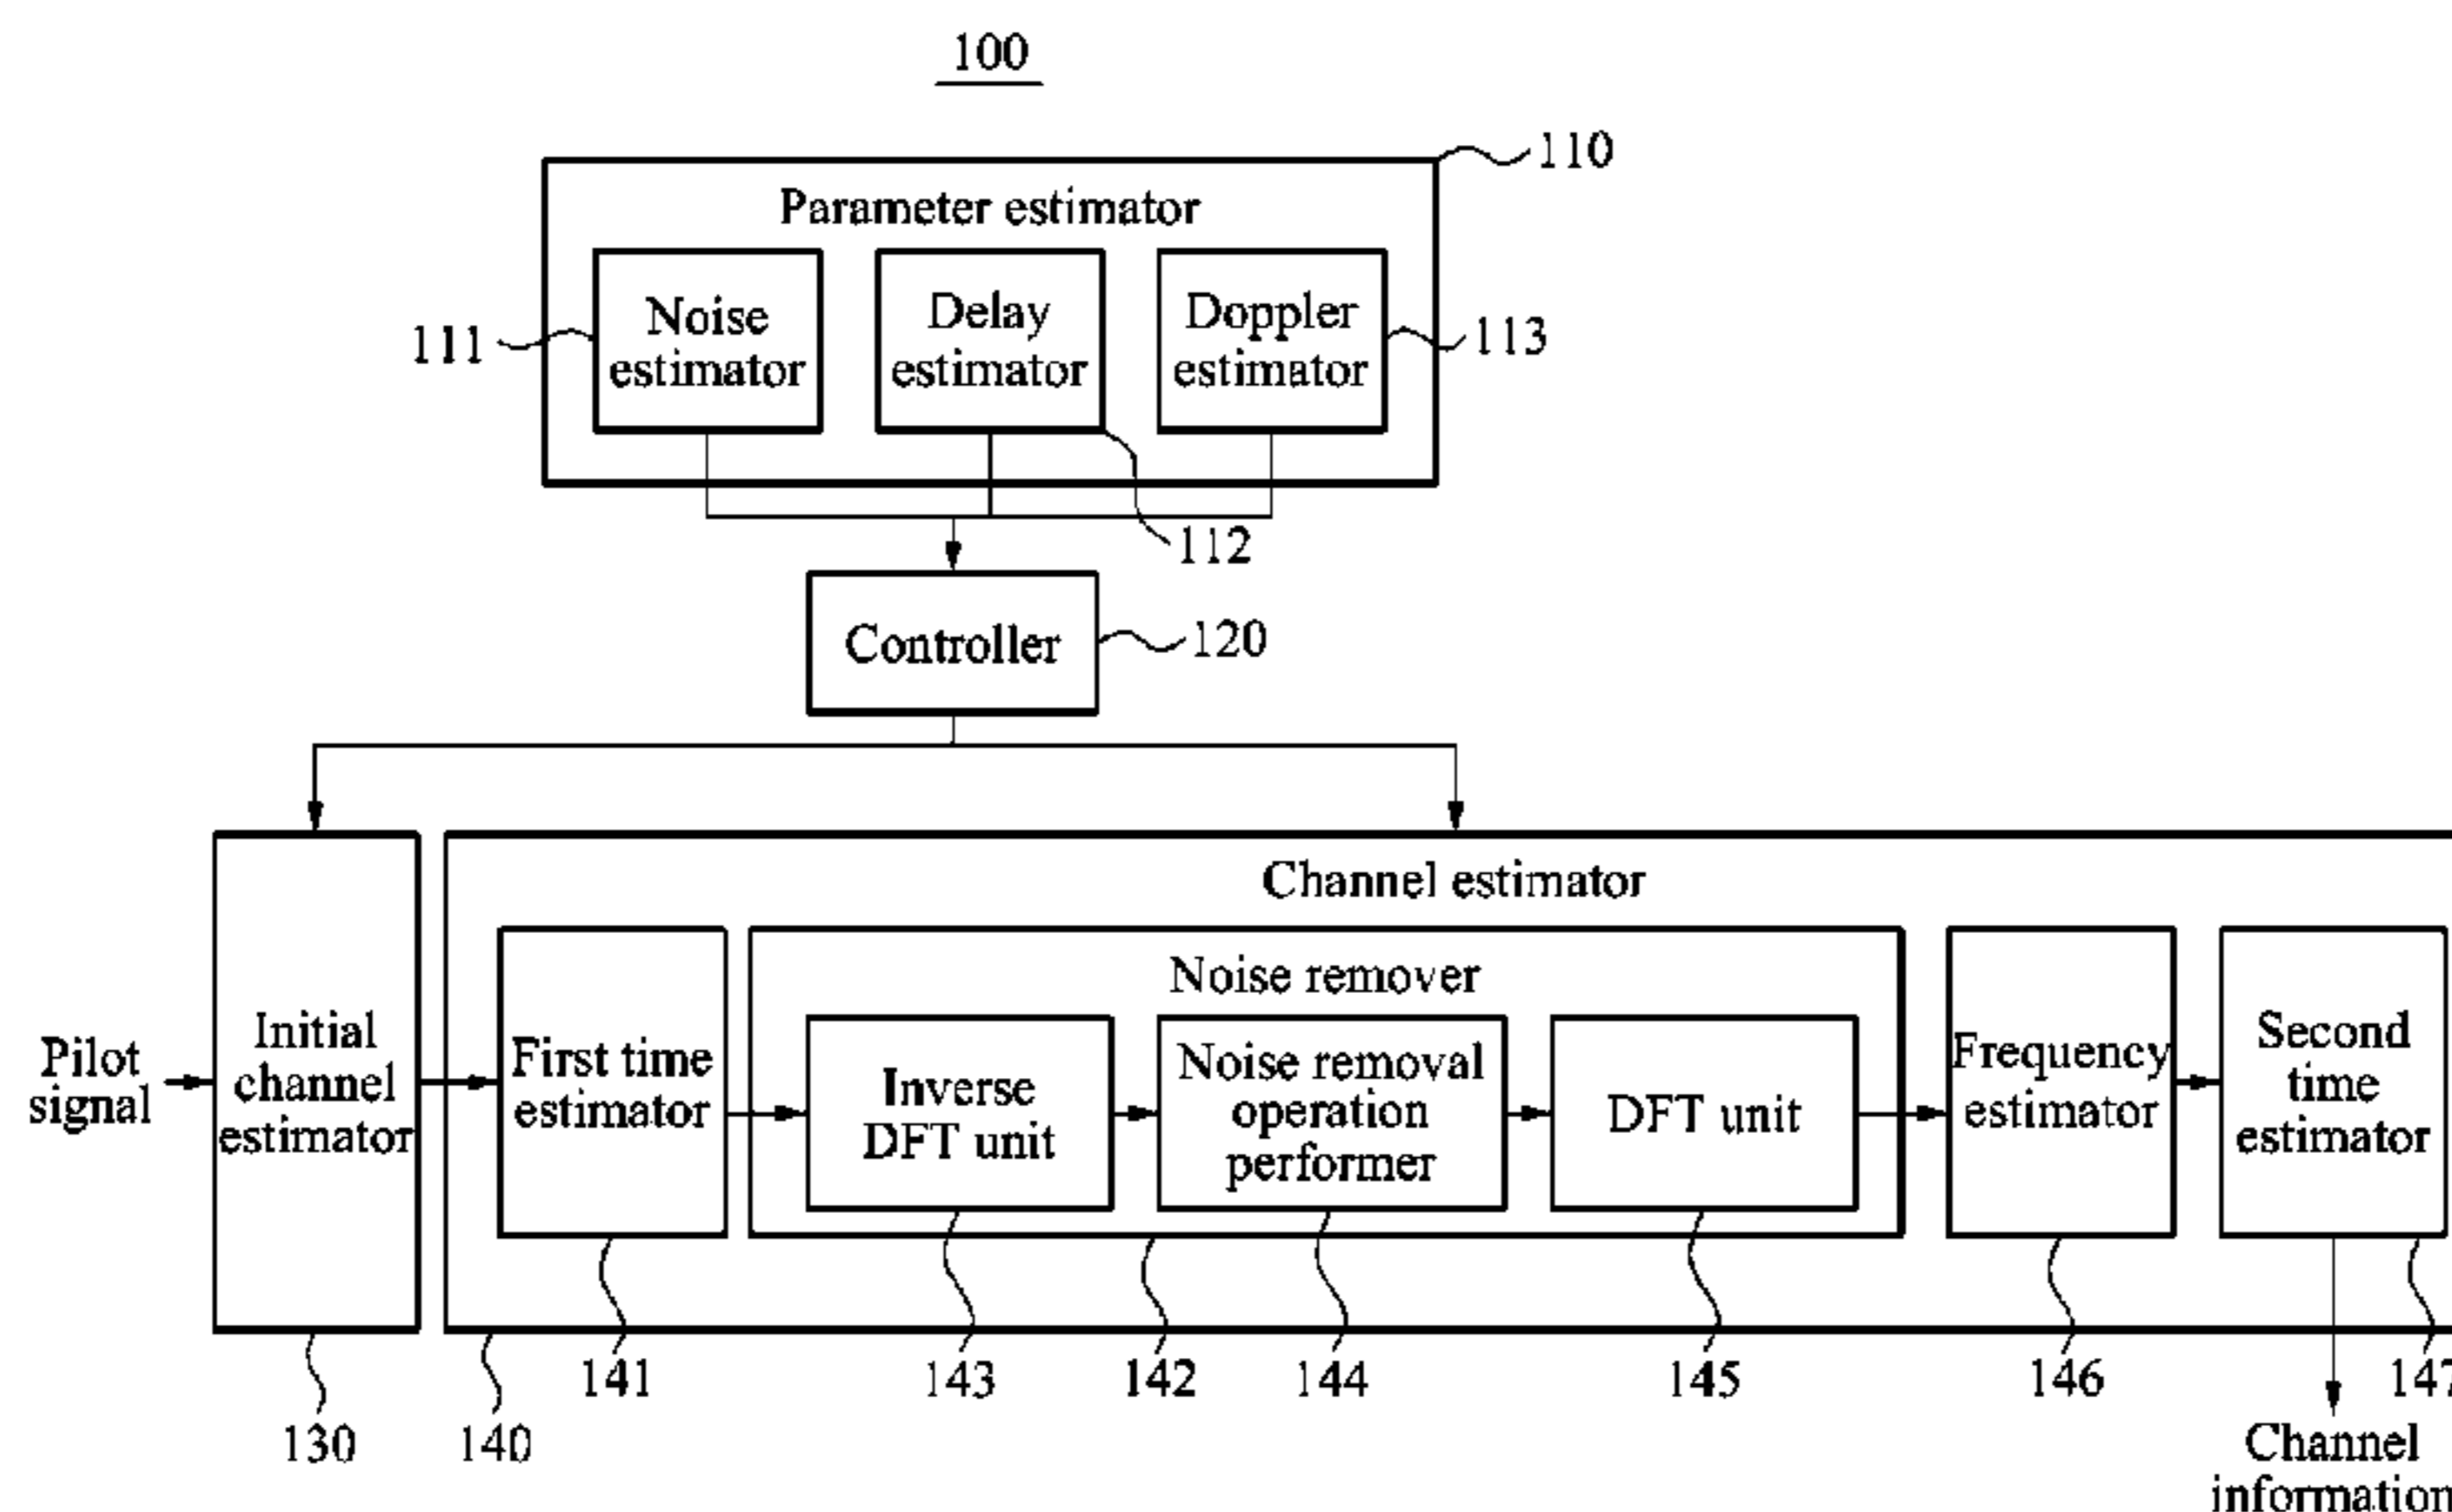 100
110
Parameter estimator
Noise
estimator
Delay
estimator
Doppler
estimator
111
113
112
Controller
120
Channel estimator
Noise remover
Pilot
signal
Initial
channel
estimator
First time
estimator
Inverse
DFT unit
Noise removal
operation
performer
DFT unit
Frequency
estimator
Second
time
estimator
141
143
142
144
145
146
147
130
140
Channel
information